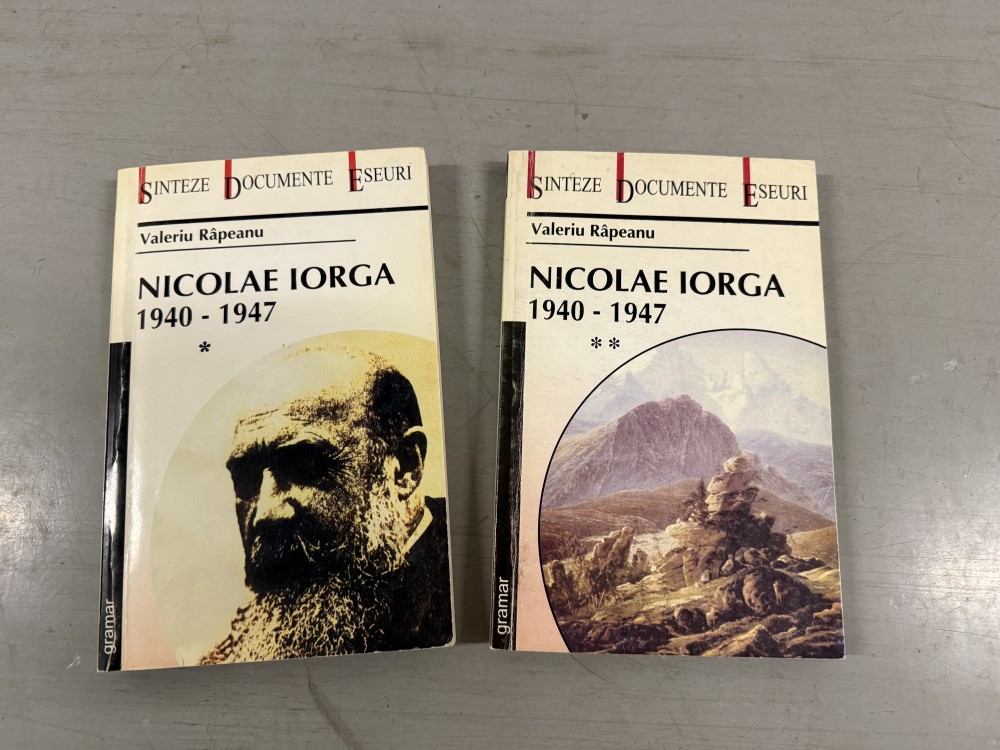 SINTEZE DOCUMENTE ESEURI
Valeriu Râpeanu
NICOLAE IORGA
1940 - 1947
*
gramar
SINTEZE DOCUMENTE ESEURI
Valeriu Râpeanu
NICOLAE IORGA
1940 - 1947
**
gramar